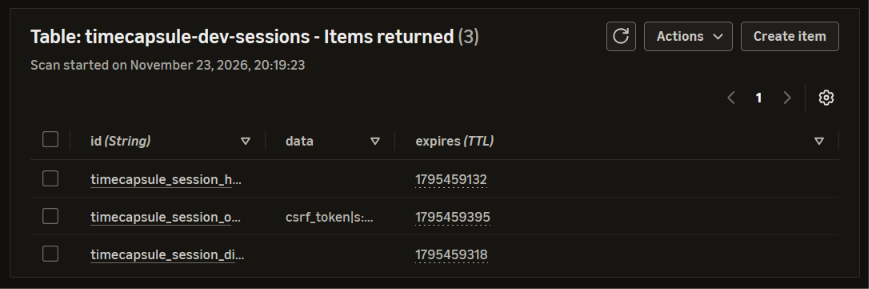 Table: timecapsule-dev-sessions - Items returned (3)
Actions
Create item
Scan started on November 23, 2026, 20:19:23
1
id (String) data expires (TTL)
timecapsule_session_h... 1795459132
timecapsule_session_o... csrf_token|s:... 1795459395
timecapsule_session_di... 1795459318